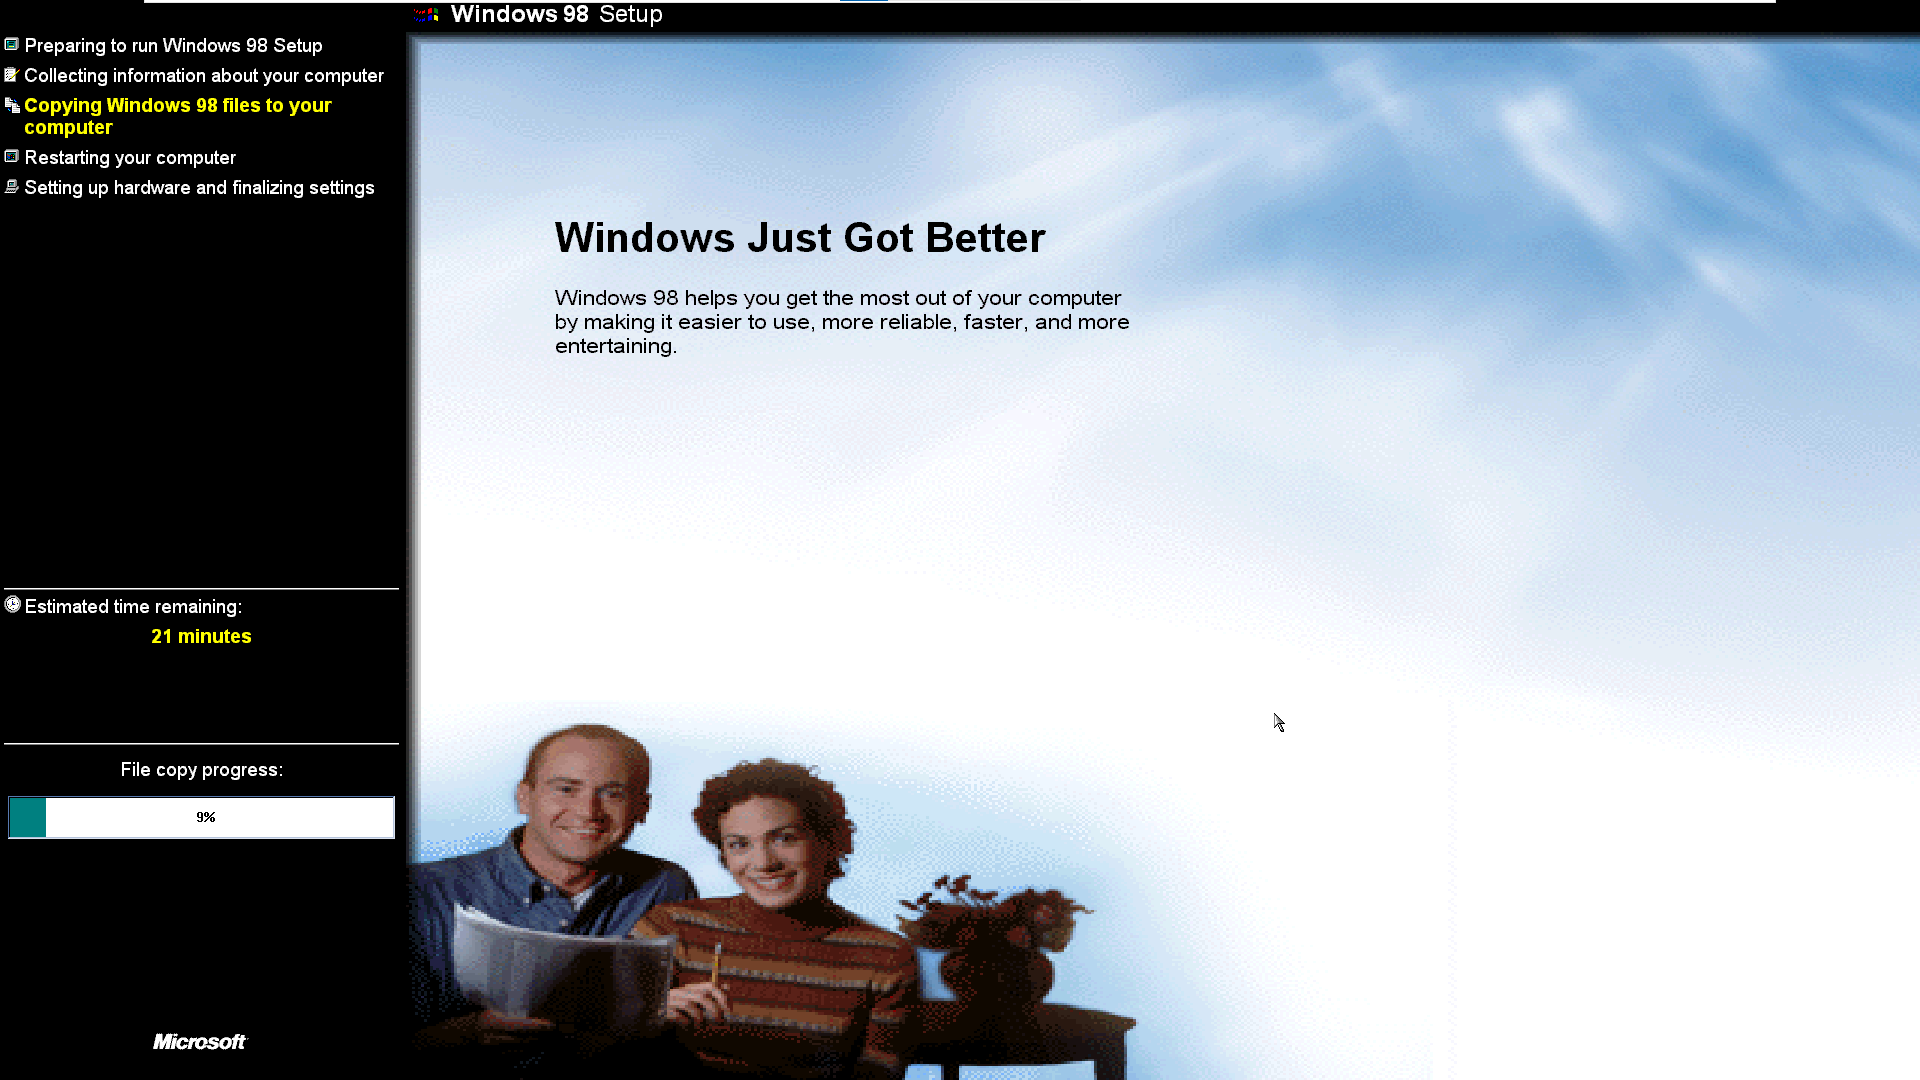 Windows 98 Setup
Preparing to run Windows 98 Setup
Collecting information about your computer
Copying Windows 98 files to your
computer
Restarting your computer
Setting up hardware and finalizing settings
Estimated time remaining:
21 minutes
File copy progress:
9%
Microsoft
Windows Just Got Better
Windows 98 helps you get the most out of your computer
by making it easier to use, more reliable, faster, and more
entertaining.